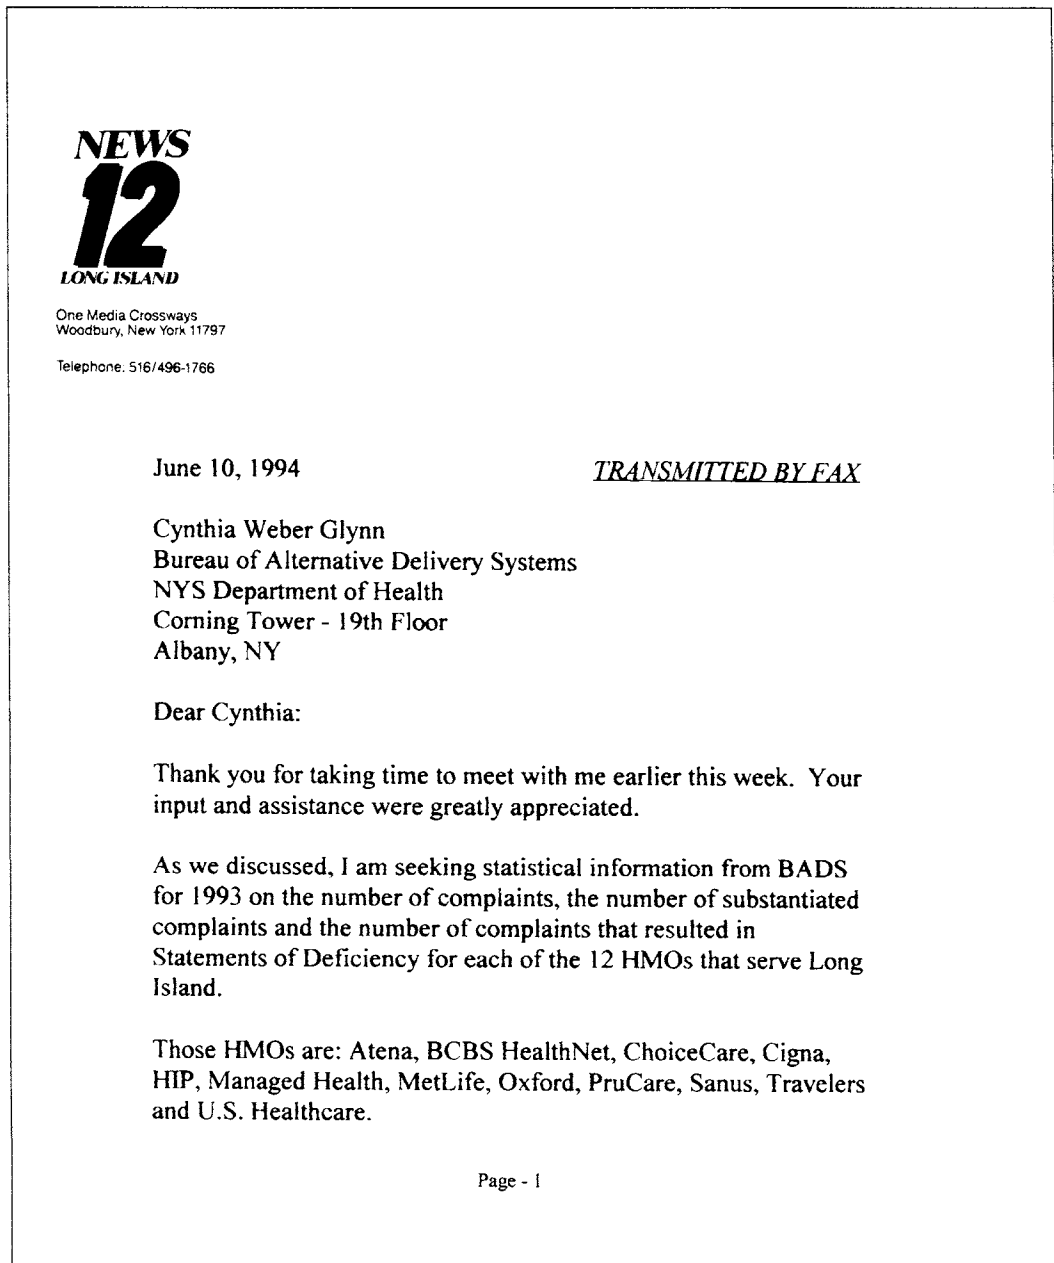 NEWS
12
LONG ISLAND
One Media Crossways
Woodbury, New York 11797
Telephone: 516/496-1766
June 10, 1994 TRANSMITTED BY FAX
Cynthia Weber Glynn
Bureau of Alternative Delivery Systems
NYS Department of Health
Corning Tower - 19th Floor
Albany, NY
Dear Cynthia:
Thank you for taking time to meet with me earlier this week. Your
input and assistance were greatly appreciated.
As we discussed, I am seeking statistical information from BADS
for 1993 on the number of complaints, the number of substantiated
complaints and the number of complaints that resulted in
Statements of Deficiency for each of the 12 HMOs that serve Long
Island.
Those HMOs are: Atena, BCBS HealthNet, ChoiceCare, Cigna,
HIP, Managed Health, MetLife, Oxford, PruCare, Sanus, Travelers
and U.S. Healthcare.
Page - 1